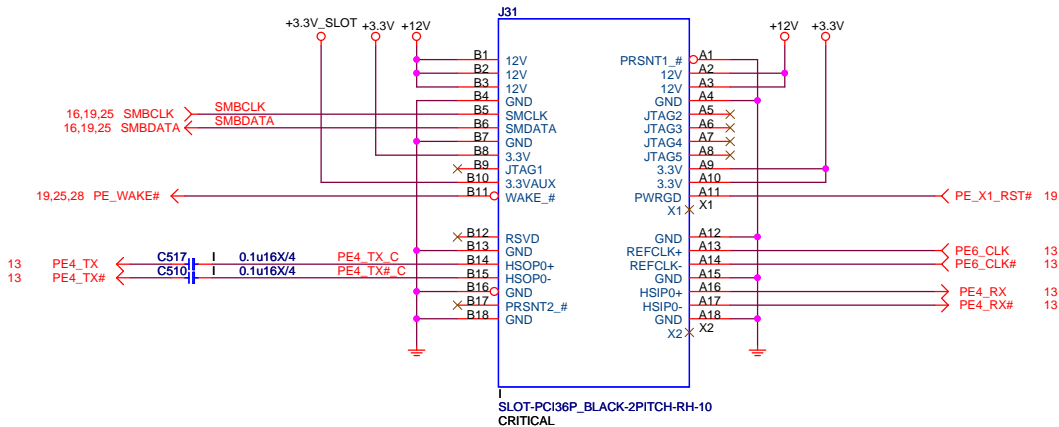 J31
+3.3V_SLOT +3.3V +12V +12V +3.3V
B1 12V PRSNT1_# A1
B2 12V 12V A2
B3 12V 12V A3
B4 GND GND A4
16,19,25 SMBCLK SMBCLK B5 SMCLK JTAG2 A5
16,19,25 SMBDATA SMBDATA B6 SMDATA JTAG3 A6
B7 GND JTAG4 A7
B8 3.3V JTAG5 A8
B9 JTAG1 3.3V A9
B10 3.3VAUX 3.3V A10
19,25,28 PE_WAKE# B11 WAKE_# PWRGD A11 PE_X1_RST# 19
X1 X1
B12 RSVD GND A12
B13 GND REFCLK+ A13 PE6_CLK 13
13 PE4_TX C517 I 0.1u16X/4 PE4_TX_C B14 HSOP0+ REFCLK- A14 PE6_CLK# 13
13 PE4_TX# C510 I 0.1u16X/4 PE4_TX#_C B15 HSOP0- GND A15
B16 GND HSIP0+ A16 PE4_RX 13
B17 PRSNT2_# HSIP0- A17 PE4_RX# 13
B18 GND GND A18
X2 X2
I
SLOT-PCI36P_BLACK-2PITCH-RH-10
CRITICAL